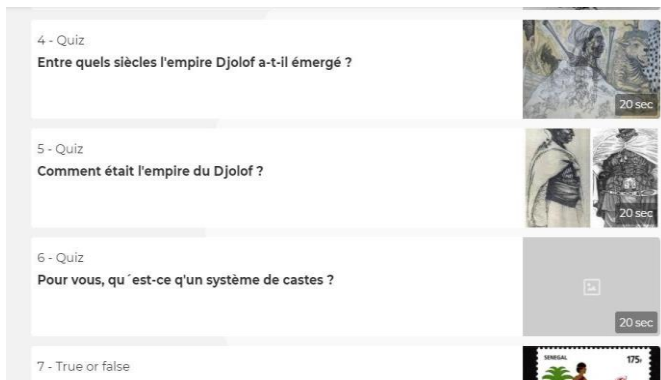 4 - Quiz
Entre quels siècles l'empire Djolof a-t-il émergé ?
20 sec
5 - Quiz
Comment était l'empire du Djolof ?
20 sec
6 - Quiz
Pour vous, qu´est-ce q'un système de castes ?
20 sec
7 - True or false
SENEGAL 175F